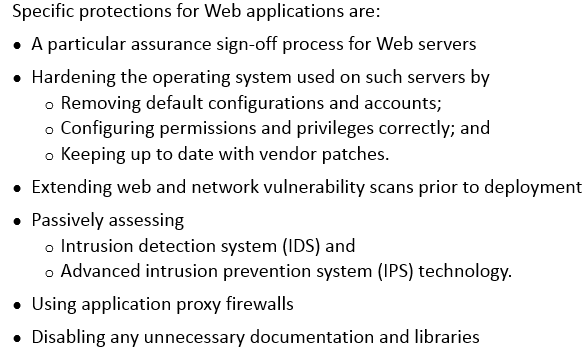 Specific protections for Web applications are:
● A particular assurance sign-off process for Web servers
● Hardening the operating system used on such servers by
○ Removing default configurations and accounts;
○ Configuring permissions and privileges correctly; and
○ Keeping up to date with vendor patches.
● Extending web and network vulnerability scans prior to deployment
● Passively assessing
○ Intrusion detection system (IDS) and
○ Advanced intrusion prevention system (IPS) technology.
● Using application proxy firewalls
● Disabling any unnecessary documentation and libraries